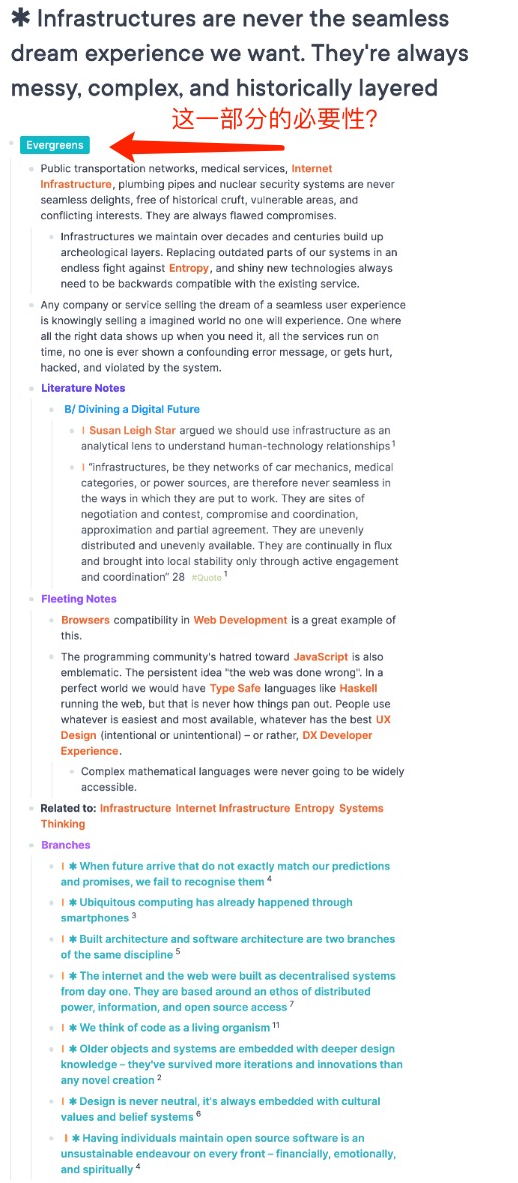 ✱ Infrastructures are never the seamless
dream experience we want. They're always
messy, complex, and historically layered
这一部分的必要性?
Evergreens
Public transportation networks, medical services, Internet
Infrastructure, plumbing pipes and nuclear security systems are never
seamless delights, free of historical cruft, vulnerable areas, and
conflicting interests. They are always flawed compromises.
Infrastructures we maintain over decades and centuries build up
archeological layers. Replacing outdated parts of our systems in an
endless fight against Entropy, and shiny new technologies always
need to be backwards compatible with the existing service.
Any company or service selling the dream of a seamless user experience
is knowingly selling a imagined world no one will experience. One where
all the right data shows up when you need it, all the services run on
time, no one is ever shown a confounding error message, or gets hurt,
hacked, and violated by the system.
Literature Notes
B/ Divining a Digital Future
| Susan Leigh Star argued we should use infrastructure as an
analytical lens to understand human-technology relationships 1
| "infrastructures, be they networks of car mechanics, medical
categories, or power sources, are therefore never seamless in
the ways in which they are put to work. They are sites of
negotiation and contest, compromise and coordination,
approximation and partial agreement. They are unevenly
distributed and unevenly available. They are continually in flux
and brought into local stability only through active engagement
and coordination" 28 #Quote 1
Fleeting Notes
Browsers compatibility in Web Development is a great example of
this.
The programming community's hatred toward JavaScript is also
emblematic. The persistent idea "the web was done wrong". In a
perfect world we would have Type Safe languages like Haskell
running the web, but that is never how things pan out. People use
whatever is easiest and most available, whatever has the best UX
Design (intentional or unintentional) – or rather, DX Developer
Experience.
Complex mathematical languages were never going to be widely
accessible.
Related to: Infrastructure Internet Infrastructure Entropy Systems
Thinking
Branches
| ✱ When future arrive that do not exactly match our predictions
and promises, we fail to recognise them 4
| ✱ Ubiquitous computing has already happened through
smartphones 3
| ✱ Built architecture and software architecture are two branches
of the same discipline 5
| ✱ The internet and the web were built as decentralised systems
from day one. They are based around an ethos of distributed
power, information, and open source access 7
| ✱ We think of code as a living organism 11
| ✱ Older objects and systems are embedded with deeper design
knowledge – they've survived more iterations and innovations than
any novel creation 2
| ✱ Design is never neutral, it's always embedded with cultural
values and belief systems 6
| ✱ Having individuals maintain open source software is an
unsustainable endeavour on every front – financially, emotionally,
and spiritually 4